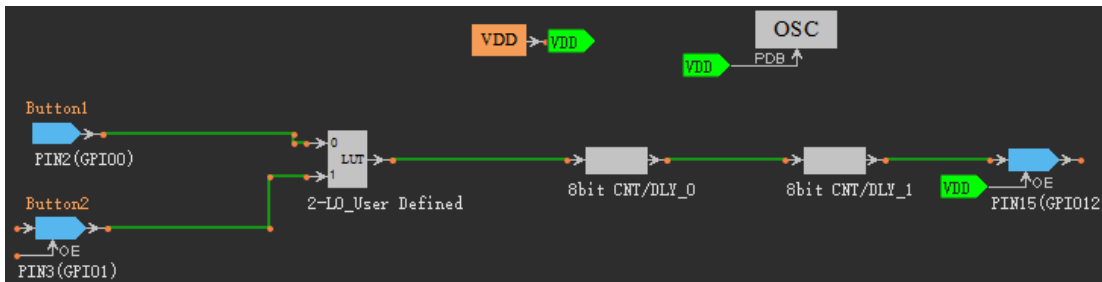 VDD
VDD
OSC
VDD
PDB
Button1
PIN2(GPIO0)
0
LUT
1
2-L0_User Defined
8bit CNT/DLY_0
8bit CNT/DLY_1
VDD
OE
PIN15(GPIO12
Button2
OE
PIN3(GPIO1)